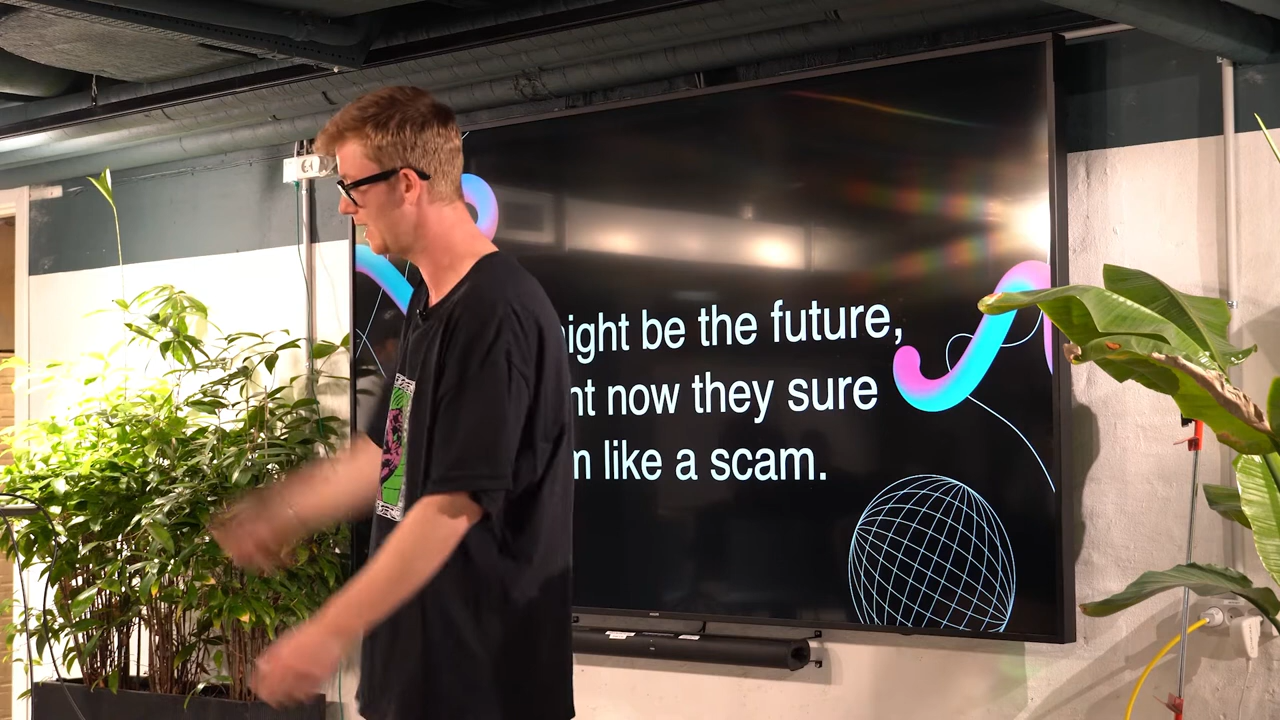 ight be the future,
nt now they sure
m like a scam.